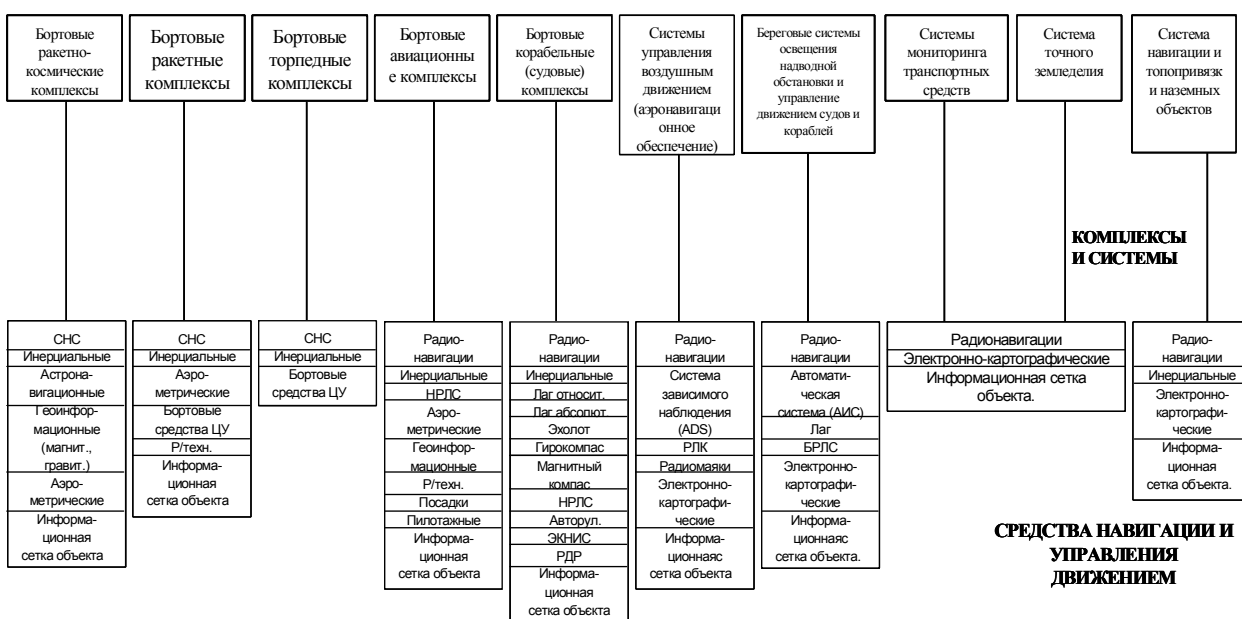 Бортовые
ракетно-
космические
комплексы
Бортовые
ракетные
комплексы
Бортовые
торпедные
комплексы
Бортовые
авиационны
е комплексы
Бортовые
корабельные
(судовые)
комплексы
Системы
управления
воздушным
движением
(аэронавигаци
онное
обеспечение)
Береговые системы
освещения
надводной
обстановки и
управление
движением судов и
кораблей
Системы
мониторинга
транспортных
средств
Система
точного
земледелия
Система
навигации и
топопривязк
и наземных
объектов
КОМПЛЕКСЫ
И СИСТЕМЫ
СНС
Инерциальные
Астрона-
вигационные
Геоинфор-
мационные
(магнит.,
гравит.)
Аэро-
метрические
Информа-
ционная
сетка объекта
СНС
Инерциальные
Аэро-
метрические
Бортовые
средства ЦУ
Р/техн.
Информа-
ционная
сетка объекта
СНС
Инерциальные
Бортовые
средства ЦУ
Радио-
навигации
Инерциальные
НРЛС
Аэро-
метрические
Геоинфор-
мационные
Р/техн.
Посадки
Пилотажные
Информа-
ционная
сетка объекта
Радио-
навигации
Инерциальные
Лаг относит.
Лаг абсолют.
Эхолот
Гирокомпас
Магнитный
компас
НРЛС
Авторул.
ЭКНИС
РДР
Информа-
ционная
сетка объекта
Радио-
навигации
Система
зависимого
наблюдения
(ADS)
РЛК
Радиомаяки
Электронно-
картографи-
ческие
Информа-
ционнаяс
сетка объекта
Радио-
навигации
Автомати-
ческая
система (АИС)
Лаг
БРЛС
Электронно-
картографи-
ческие
Информа-
ционнаяс
сетка объекта.
Радионавигации
Электронно-картографические
Информационная сетка
объекта.
Радио-
навигации
Инерциальные
Электронно-
картографи-
ческие
Информа-
ционная
сетка объекта.
СРЕДСТВА НАВИГАЦИИ И
УПРАВЛЕНИЯ
ДВИЖЕНИЕМ